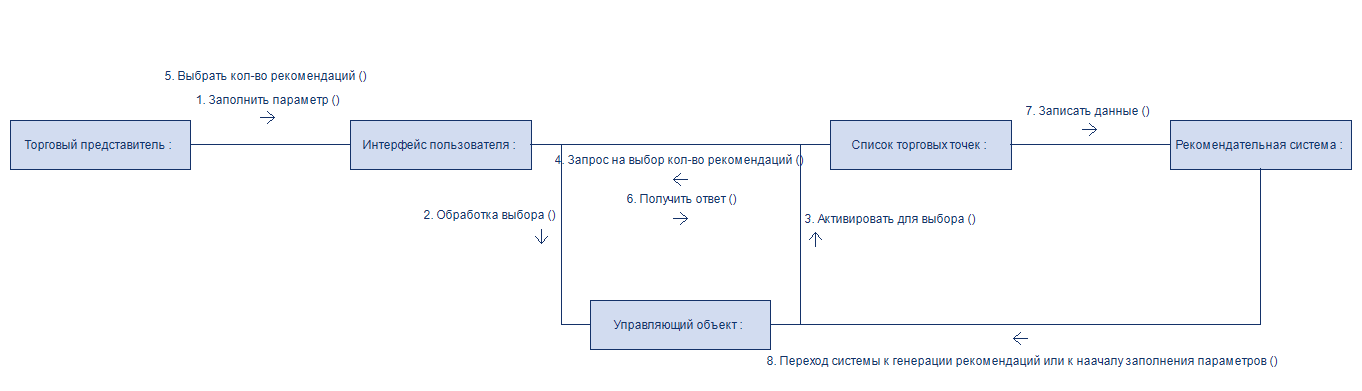 5. Выбрать кол-во рекомендаций ()
1. Заполнить параметр ()
7. Записать данные ()
Торговый представитель :
Интерфейс пользователя :
Список торговых точек :
Рекомендательная система :
4. Запрос на выбор кол-во рекомендаций ()
6. Получить ответ ()
2. Обработка выбора ()
3. Активировать для выбора ()
Управляющий объект :
8. Переход системы к генерации рекомендаций или к наачалу заполнения параметров ()